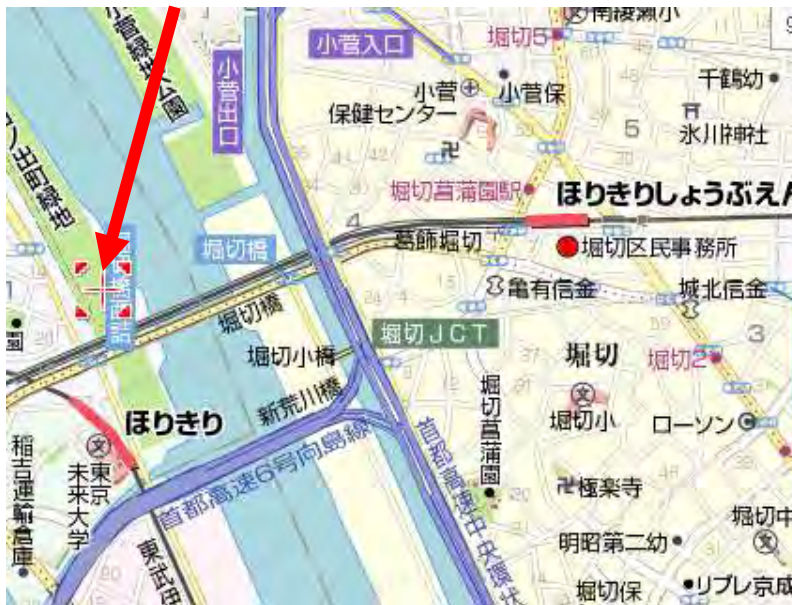 南綾瀬小
小菅緑地公園
小菅入口
堀切5
小菅出口
小菅
保健センター
小菅保
千鶴幼
5
氷川神社
ノ出町緑地
堀切菖蒲園駅
ほりきりしょうぶえん
4
堀切橋
葛飾堀切
堀切区民事務所
堀切橋西詰
亀有信金
城北信金
園
堀切橋
堀切JCT
3
堀切小橋
堀切
堀切2
ほりきり
新荒川橋
堀切小
ローソン
堀切菖蒲園
首都高速6号向島線
首都高速中央環状
稲吉運輸倉庫
東京
未来大学
極楽寺
堀切中
東武伊
明昭第二幼
堀切保
リブレ京成